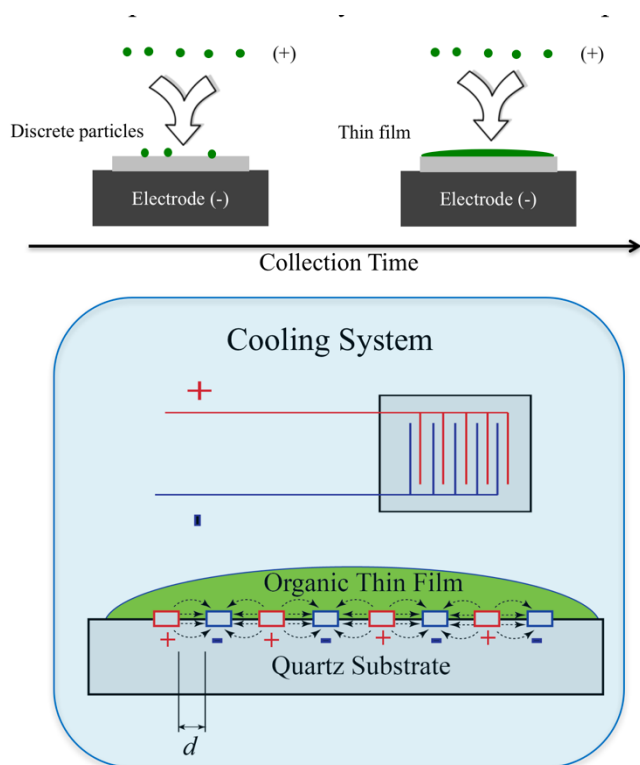 (+) (+)
Discrete particles Thin film
Electrode (-) Electrode (-)
Collection Time
Cooling System
+
-
Organic Thin Film
+ - + - + - + -
Quartz Substrate
d